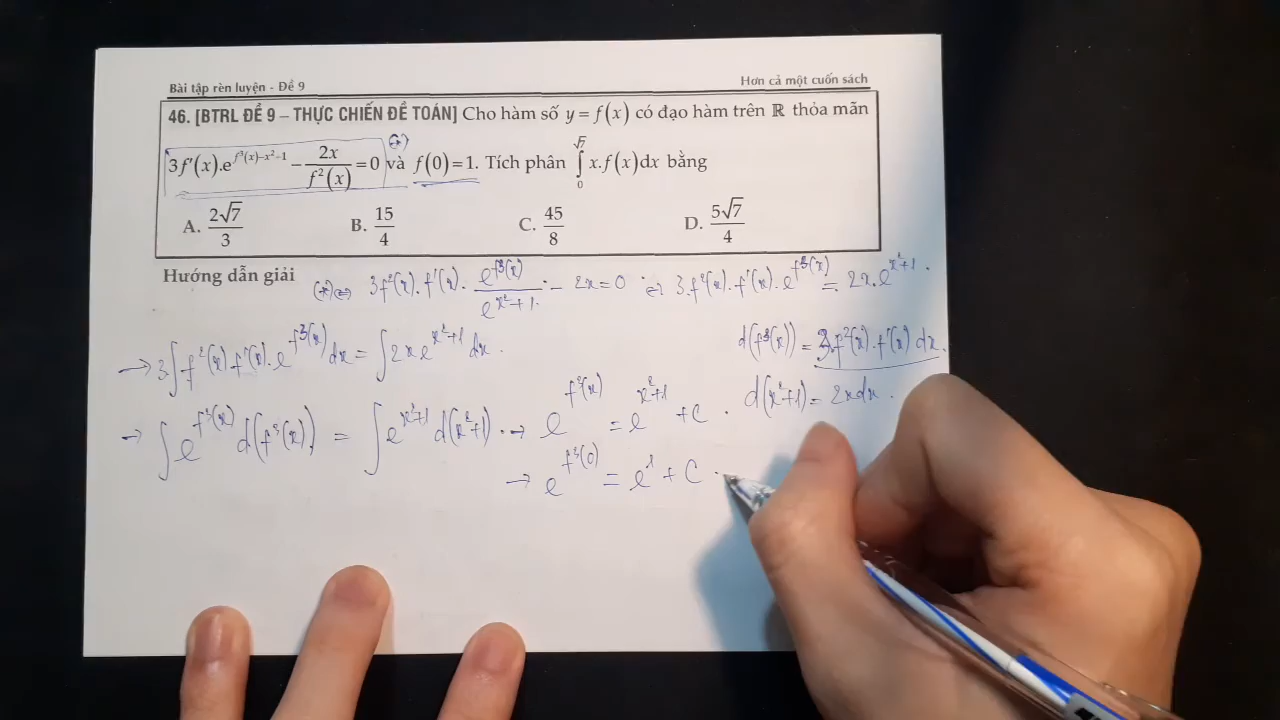 Bài tập rèn luyện - Đề 9
Hơn cả một cuốn sách
46. [BTRL ĐỀ 9 – THỰC CHIẾN ĐỀ TOÁN] Cho hàm số y = f(x) có đạo hàm trên ℝ thỏa mãn
(*)
3f'(x).e^{f³(x)−x²−1} − 2x/f²(x) = 0 và f(0) = 1. Tích phân ∫₀^{√7} x.f(x)dx bằng
A. 2√7/3 B. 15/4 C. 45/8 D. 5√7/4
Hướng dẫn giải
(*) ⇔ 3f²(x).f'(x). e^{f³(x)}/e^{x²+1} − 2x = 0 ⇔ 3.f²(x).f'(x).e^{f³(x)} = 2x.e^{x²+1}.
→ 3.∫f²(x) f'(x).e^{f³(x)} dx = ∫2x e^{x²+1} dx.
d(f³(x)) = 3.f²(x).f'(x) dx.
d(x²+1) = 2xdx.
→ ∫e^{f³(x)} d(f³(x)) = ∫e^{x²+1} d(x²+1). → e^{f³(x)} = e^{x²+1} + C.
→ e^{f³(0)} = e¹ + C.